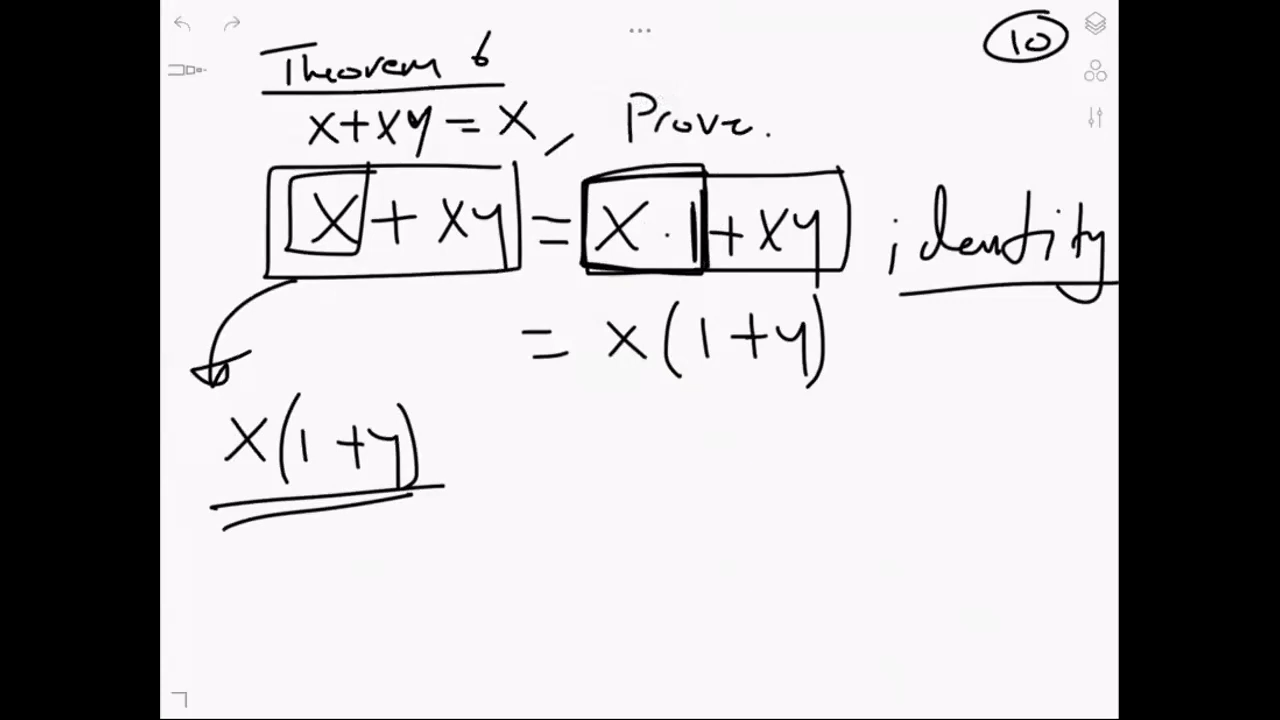 Theorem 6
10
x+xy=x, Prove.
x + xy = x · 1 + xy identity
= x(1+y)
x(1+y)